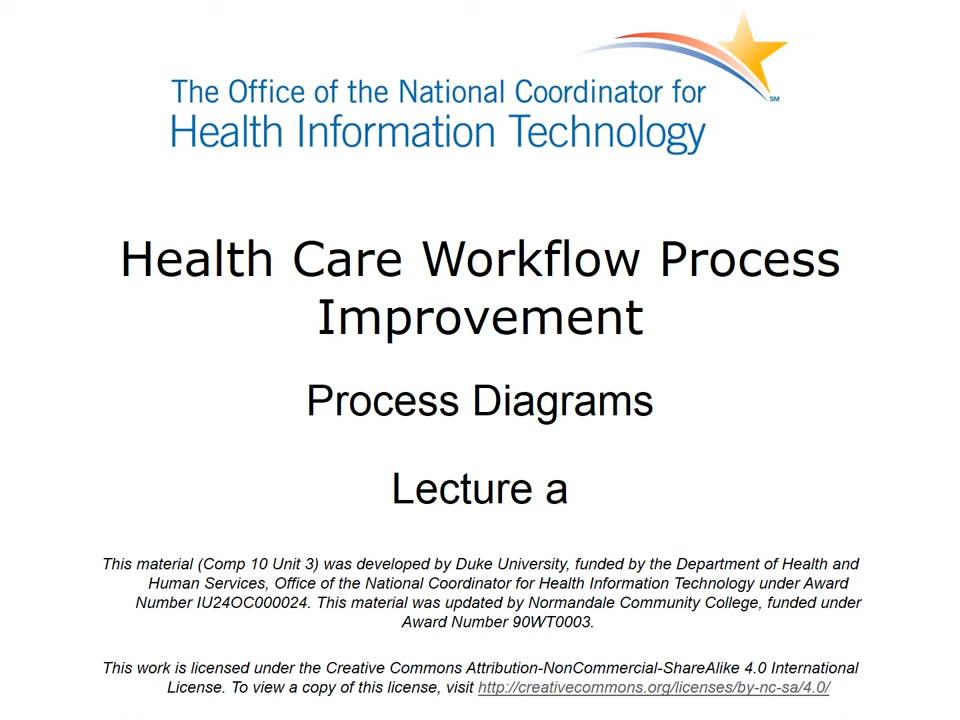 The Office of the National Coordinator for
Health Information Technology
SM
Health Care Workflow Process
Improvement
Process Diagrams
Lecture a
This material (Comp 10 Unit 3) was developed by Duke University, funded by the Department of Health and
Human Services, Office of the National Coordinator for Health Information Technology under Award
Number IU24OC000024. This material was updated by Normandale Community College, funded under
Award Number 90WT0003.
This work is licensed under the Creative Commons Attribution-NonCommercial-ShareAlike 4.0 International
License. To view a copy of this license, visit http://creativecommons.org/licenses/by-nc-sa/4.0/